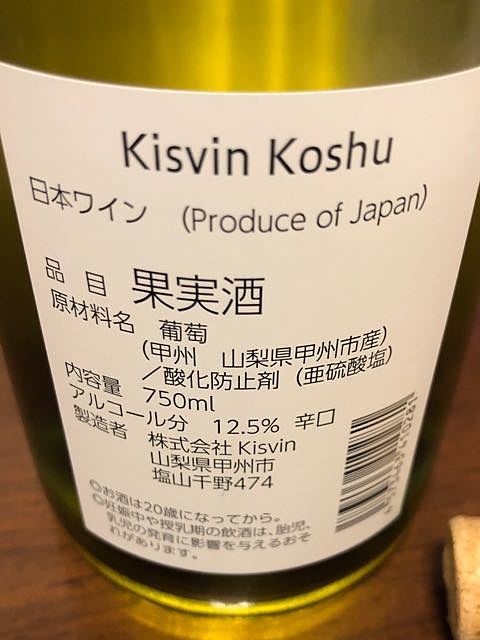 Kisvin Koshu
日本ワイン (Produce of Japan)
品 目 果実酒
原材料名 葡萄
(甲州 山梨県甲州市産)
／酸化防止剤（亜硫酸塩)
内容量 750ml
アルコール分 12.5% 辛口
製造者 株式会社Kisvin
山梨県甲州市
塩山千野474
◎お酒は20歳になってから。
◎妊娠中や授乳期の飲酒は、胎児、
乳児の発育に影響を与えるおそ
れがあります。